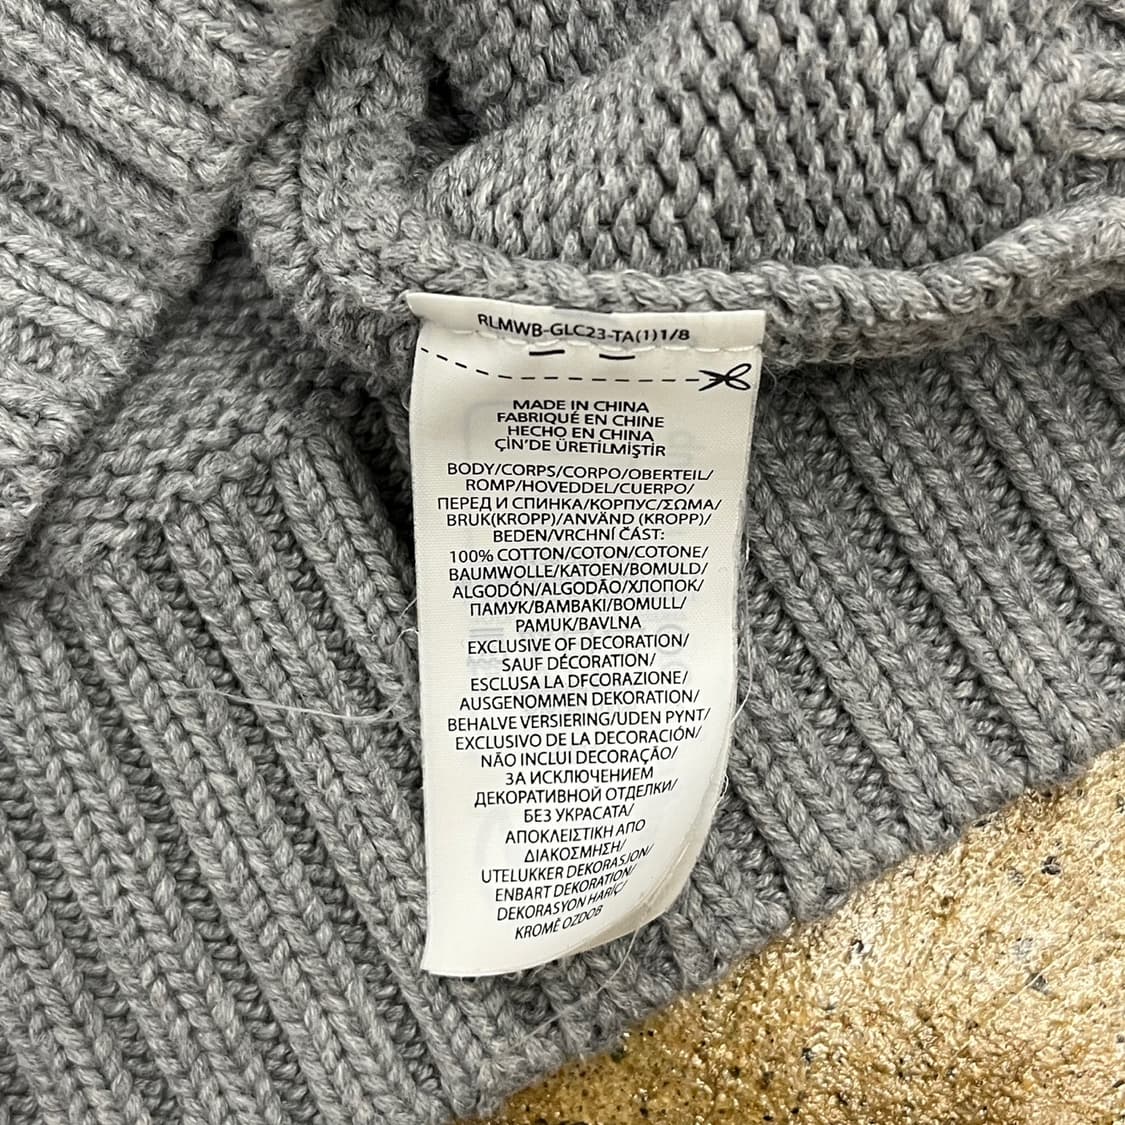 RLMWB-GLC23-TA(1)1/8
MADE IN CHINA
FABRIQUÉ EN CHINE
HECHO EN CHINA
ÇİN'DE ÜRETILMİŞTİR
BODY/CORPS/CORPO/OBERTEIL/
ROMP/HOVEDDEL/CUERPO/
ПЕРЕД И СПИНКА/КОРПУС/ΣΩΜΑ/
BRUK(KROPP)/ANVÄND (KROPP)/
BEDEN/VRCHNÍ ČÁST:
100% COTTON/COTON/COTONE/
BAUMWOLLE/KATOEN/BOMULD/
ALGODÓN/ALGODÃO/ХЛОПОК/
ПАМУК/ΒΑΜΒΑΚΙ/BOMULL/
PAMUK/BAVLNA
EXCLUSIVE OF DECORATION/
SAUF DÉCORATION/
ESCLUSA LA DFCORAZIONE/
AUSGENOMMEN DEKORATION/
BEHALVE VERSIERING/UDEN PYNT/
EXCLUSIVO DE LA DECORACIÓN/
NÃO INCLUI DECORAÇÃO/
ЗА ИСКЛЮЧЕНИЕМ
ДЕКОРАТИВНОЙ ОТДЕЛКИ/
БЕЗ УКРАСАТА/
ΑΠΟΚΛΕΙΣΤΙΚΗ ΑΠΟ
ΔΙΑΚΟΣΜΗΣΗ/
UTELUKKER DEKORASJON/
ENBART DEKORATION/
DEKORASYON HARİÇ/
KROMĚ OZDOB